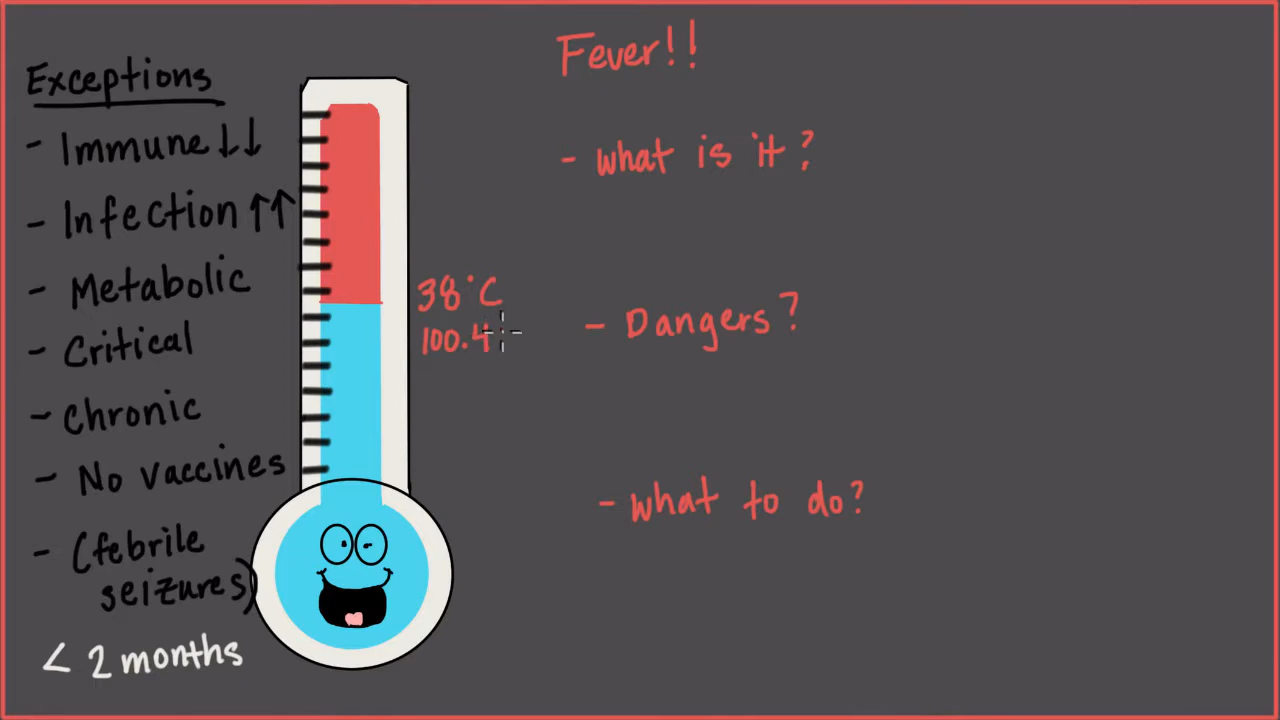 Exceptions
- Immune ↓↓
- Infection ↑↑
- Metabolic
- Critical
- Chronic
- No vaccines
- (febrile
seizures)
< 2 months
38°C
100.4
Fever!!
- what is it?
- Dangers?
- what to do?